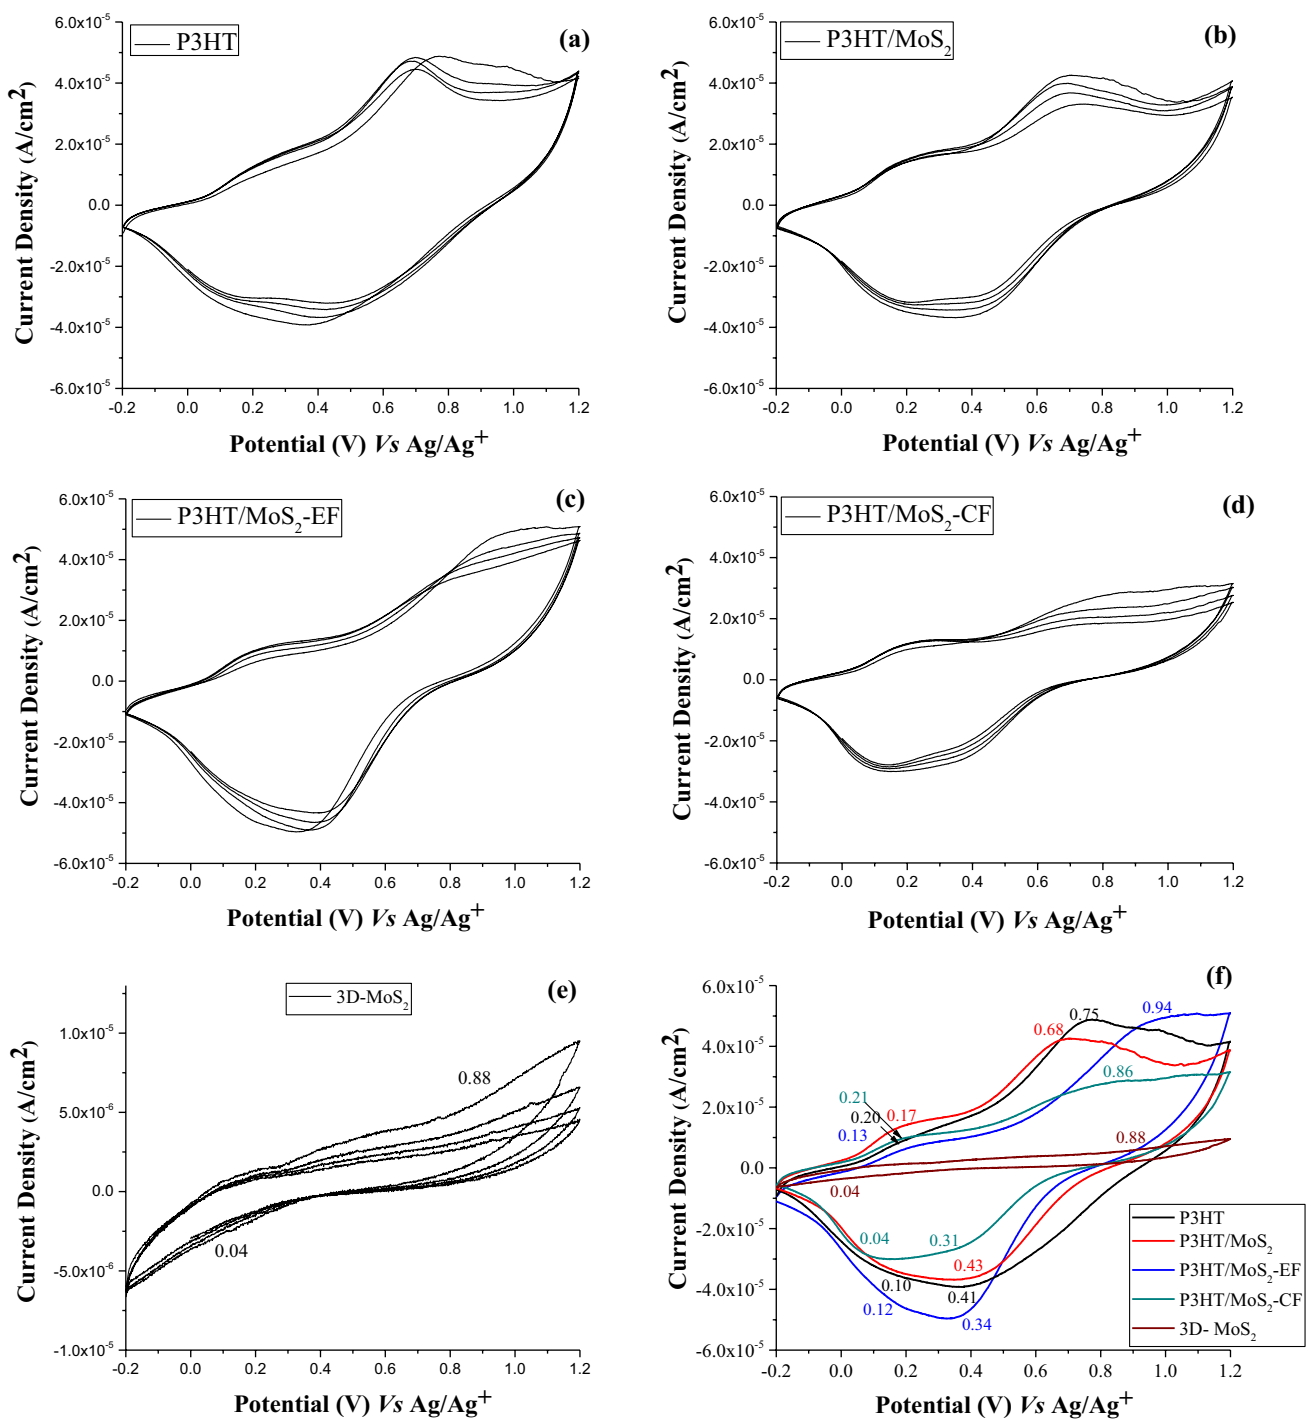 P3HT
(a)
6.0x10⁻⁵
4.0x10⁻⁵
2.0x10⁻⁵
0.0
-2.0x10⁻⁵
-4.0x10⁻⁵
-6.0x10⁻⁵
-0.2 0.0 0.2 0.4 0.6 0.8 1.0 1.2
Current Density (A/cm²)
Potential (V) Vs Ag/Ag⁺
P3HT/MoS₂
(b)
6.0x10⁻⁵
4.0x10⁻⁵
2.0x10⁻⁵
0.0
-2.0x10⁻⁵
-4.0x10⁻⁵
-6.0x10⁻⁵
-0.2 0.0 0.2 0.4 0.6 0.8 1.0 1.2
Current Density (A/cm²)
Potential (V) Vs Ag/Ag⁺
P3HT/MoS₂-EF
(c)
6.0x10⁻⁵
4.0x10⁻⁵
2.0x10⁻⁵
0.0
-2.0x10⁻⁵
-4.0x10⁻⁵
-6.0x10⁻⁵
-0.2 0.0 0.2 0.4 0.6 0.8 1.0 1.2
Current Density (A/cm²)
Potential (V) Vs Ag/Ag⁺
P3HT/MoS₂-CF
(d)
6.0x10⁻⁵
4.0x10⁻⁵
2.0x10⁻⁵
0.0
-2.0x10⁻⁵
-4.0x10⁻⁵
-6.0x10⁻⁵
-0.2 0.0 0.2 0.4 0.6 0.8 1.0 1.2
Current Density (A/cm²)
Potential (V) Vs Ag/Ag⁺
3D-MoS₂
(e)
1.0x10⁻⁵
5.0x10⁻⁶
0.0
-5.0x10⁻⁶
-1.0x10⁻⁵
0.88
0.04
-0.2 0.0 0.2 0.4 0.6 0.8 1.0 1.2
Current Density (A/cm²)
Potential (V) Vs Ag/Ag⁺
(f)
6.0x10⁻⁵
4.0x10⁻⁵
2.0x10⁻⁵
0.0
-2.0x10⁻⁵
-4.0x10⁻⁵
-6.0x10⁻⁵
0.94
0.75
0.68
0.86
0.21
0.17
0.20
0.13
0.88
0.04
0.04
0.31
0.43
0.10
0.41
0.12
0.34
P3HT
P3HT/MoS₂
P3HT/MoS₂-EF
P3HT/MoS₂-CF
3D- MoS₂
-0.2 0.0 0.2 0.4 0.6 0.8 1.0 1.2
Current Density (A/cm²)
Potential (V) Vs Ag/Ag⁺